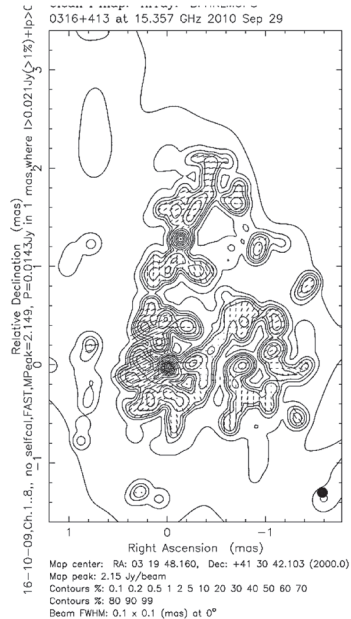 0316+413 at 15.357 GHz 2010 Sep 29
16-10-09,Ch.1..8,, no selfcal,FAST,MPeak=2.149, P=0.0143Jy in 1 mas,where I>0.021Jy(>1%)+Ip>
Relative Declination (mas)
3
2
1
0
−1
1 0 −1
Right Ascension (mas)
Map center: RA: 03 19 48.160, Dec: +41 30 42.103 (2000.0)
Map peak: 2.15 Jy/beam
Contours %: 0.1 0.2 0.5 1 2 5 10 20 30 40 50 60 70
Contours %: 80 90 99
Beam FWHM: 0.1 x 0.1 (mas) at 0°